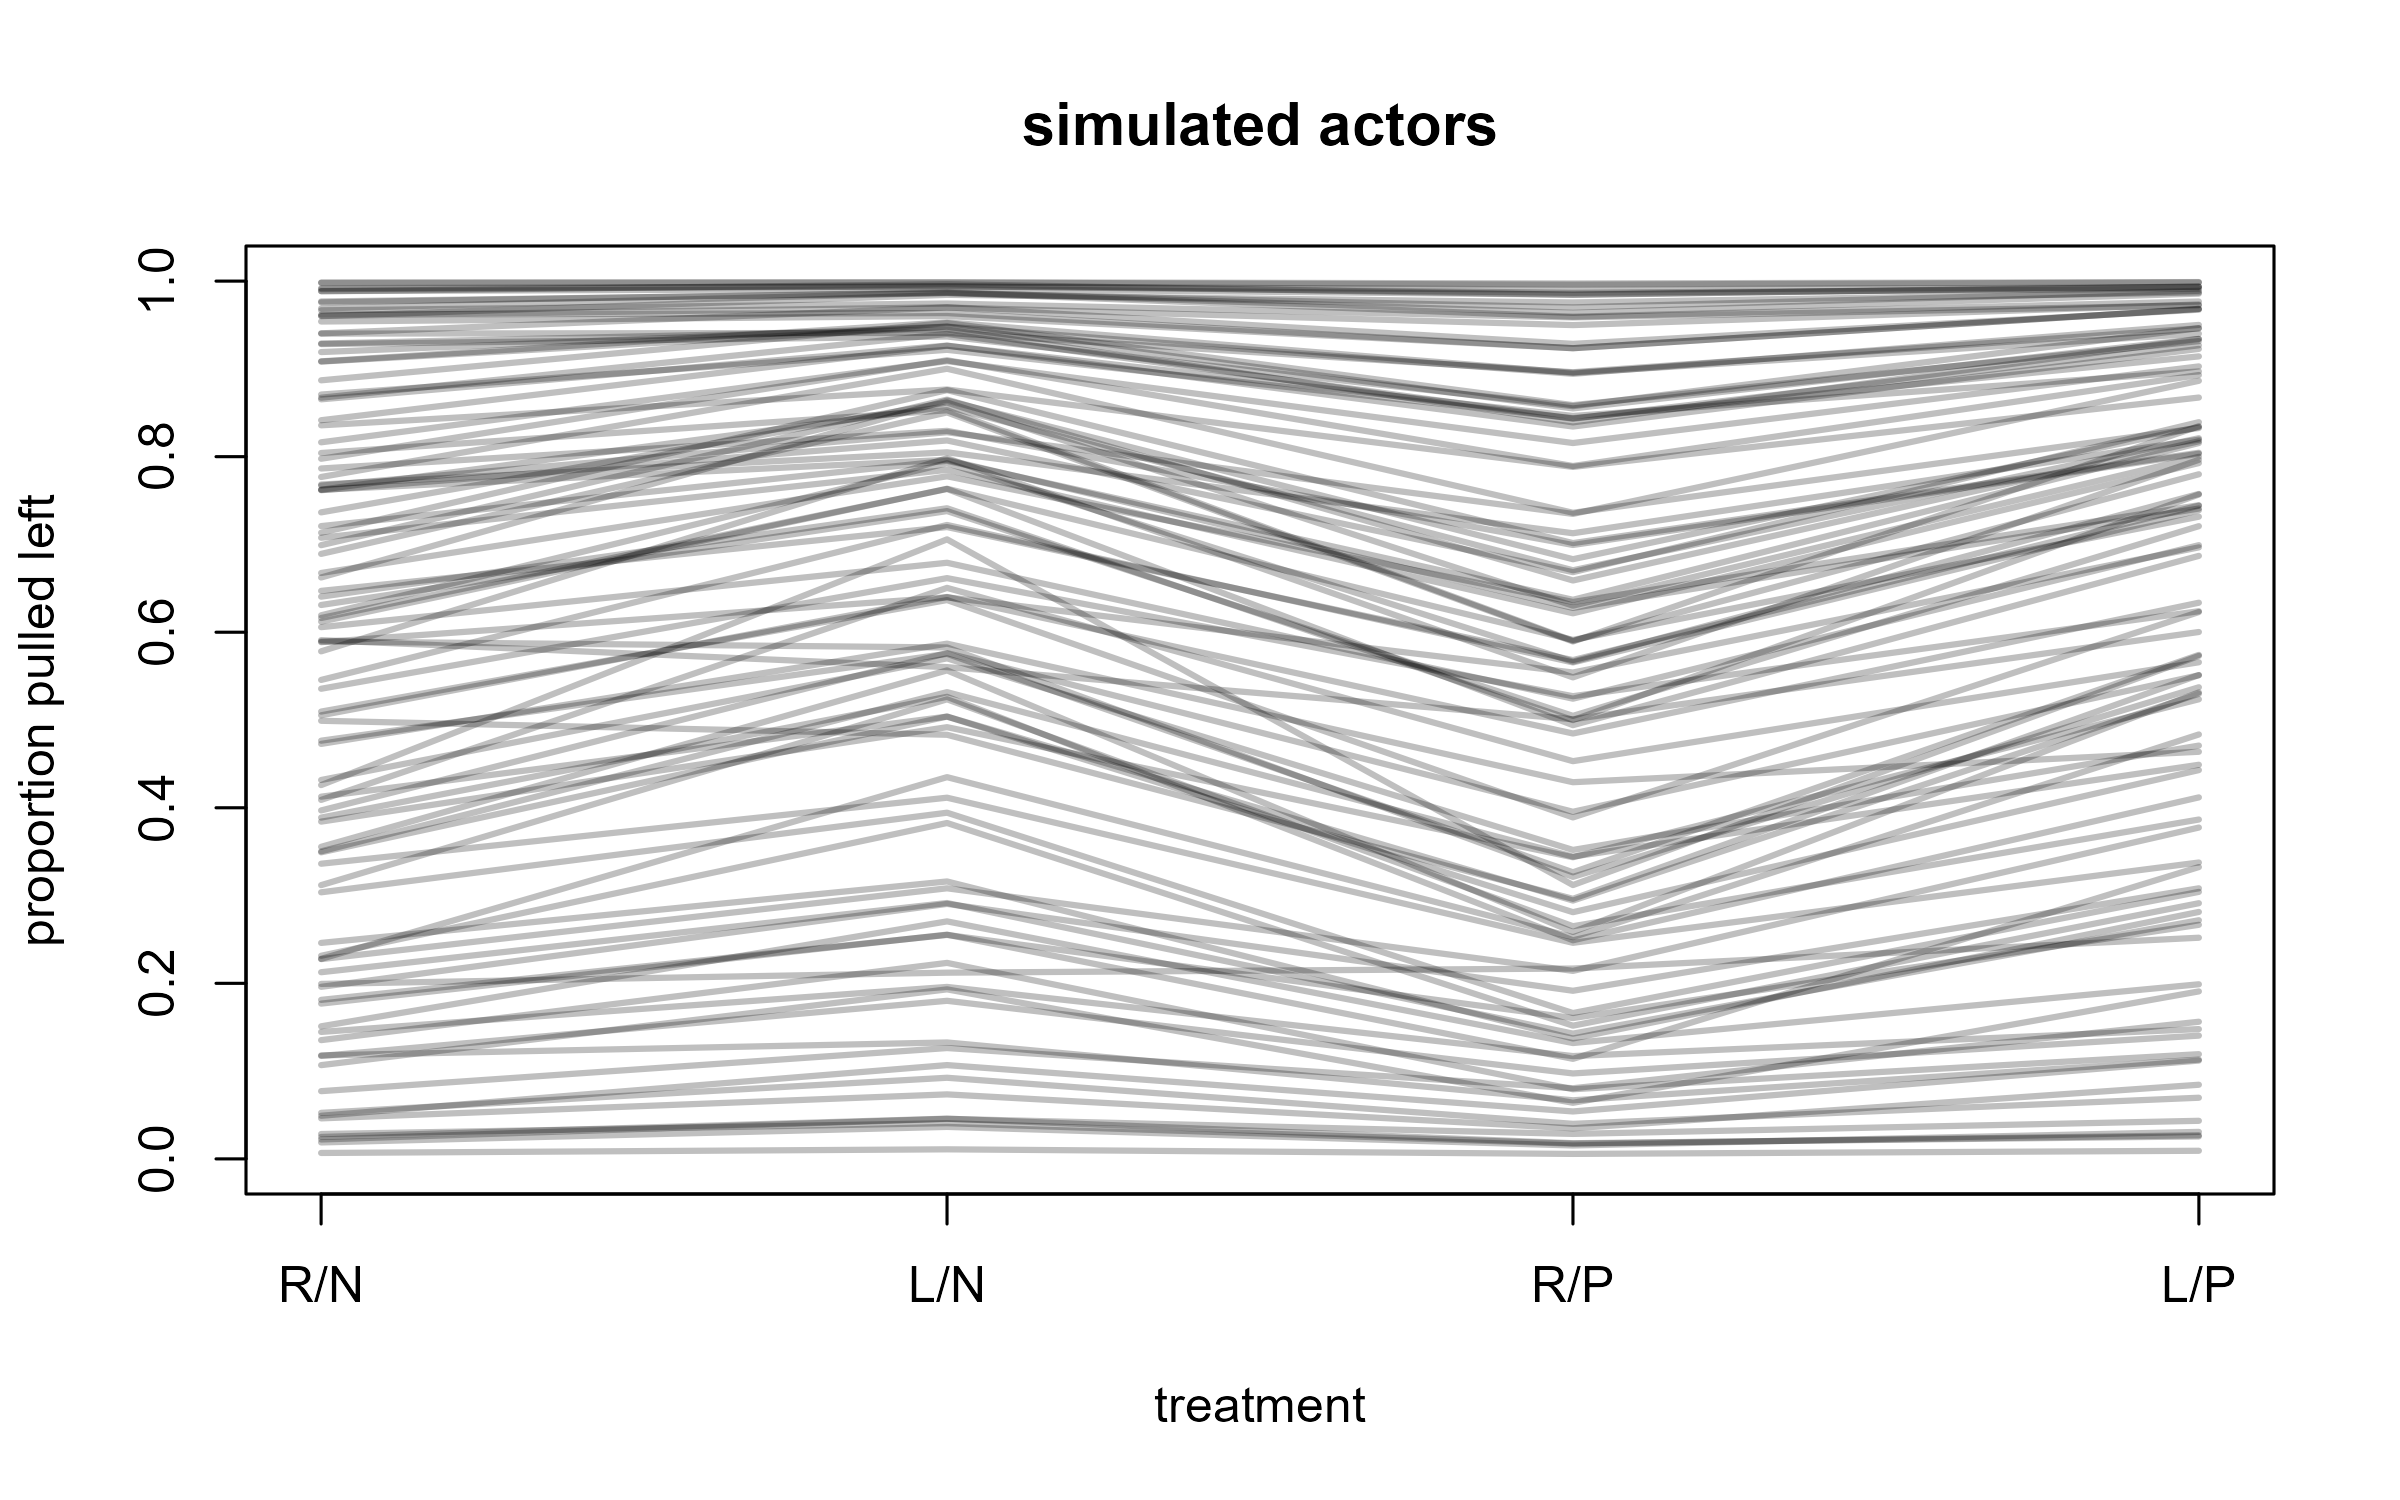 simulated actors
proportion pulled left
1.0
0.8
0.6
0.4
0.2
0.0
R/N L/N R/P L/P
treatment